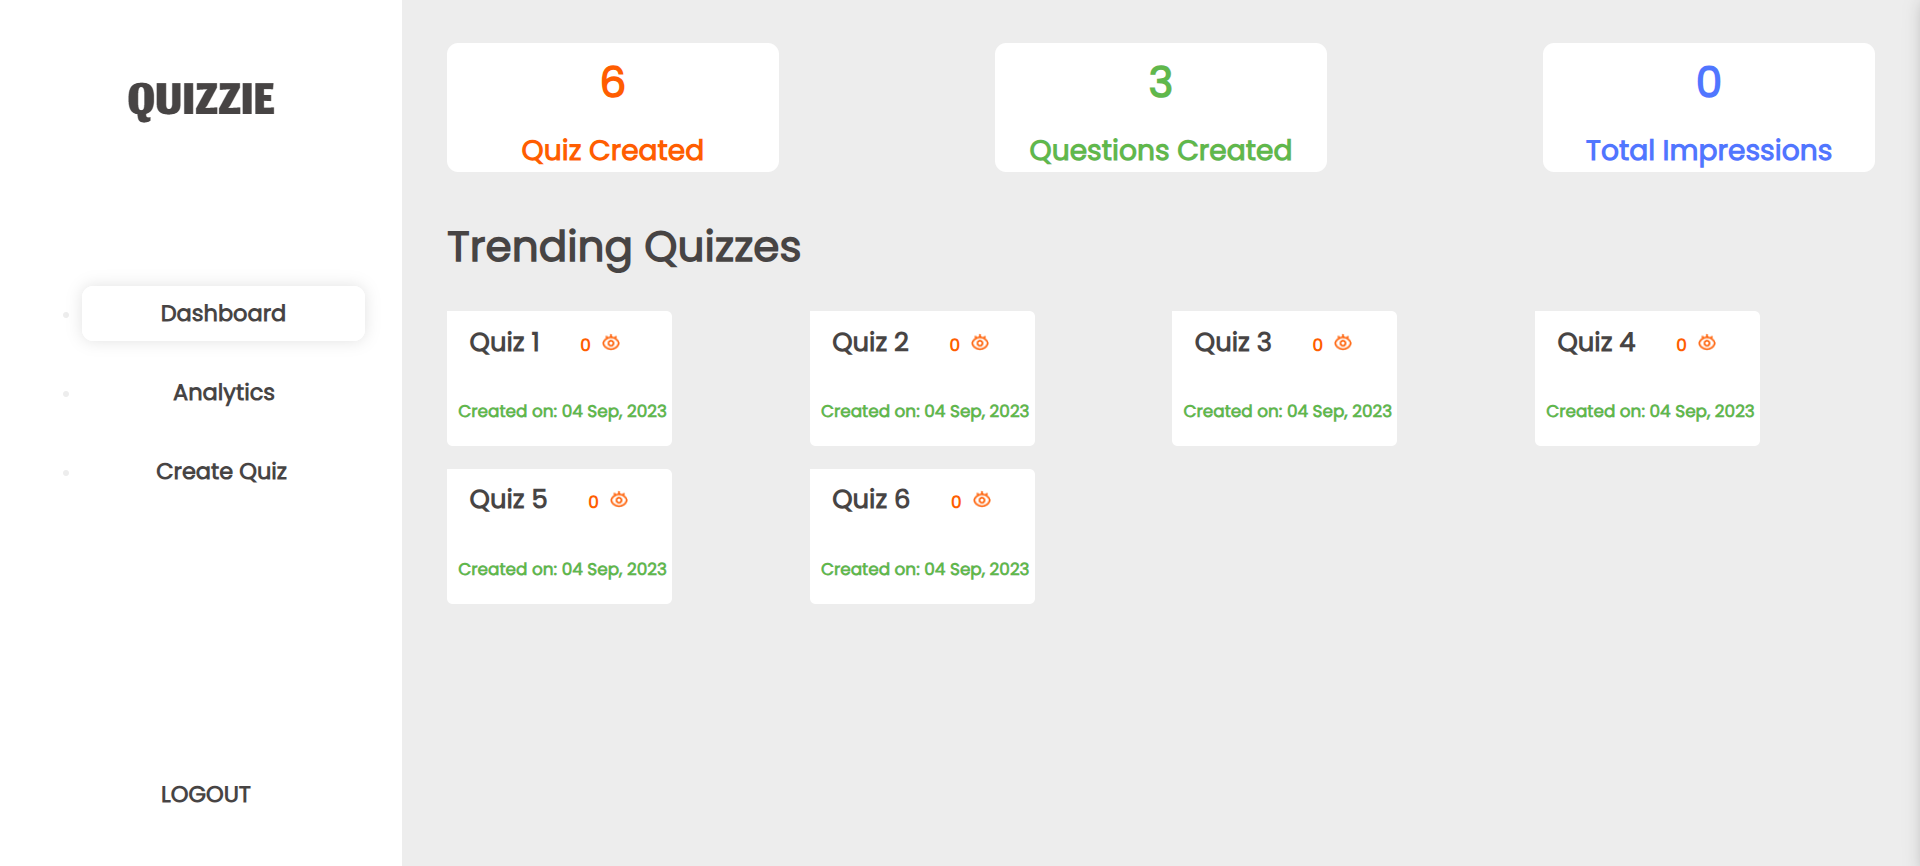 QUIZZIE
Dashboard
Analytics
Create Quiz
LOGOUT
6
Quiz Created
3
Questions Created
0
Total Impressions
Trending Quizzes
Quiz 1 0
Created on: 04 Sep, 2023
Quiz 2 0
Created on: 04 Sep, 2023
Quiz 3 0
Created on: 04 Sep, 2023
Quiz 4 0
Created on: 04 Sep, 2023
Quiz 5 0
Created on: 04 Sep, 2023
Quiz 6 0
Created on: 04 Sep, 2023